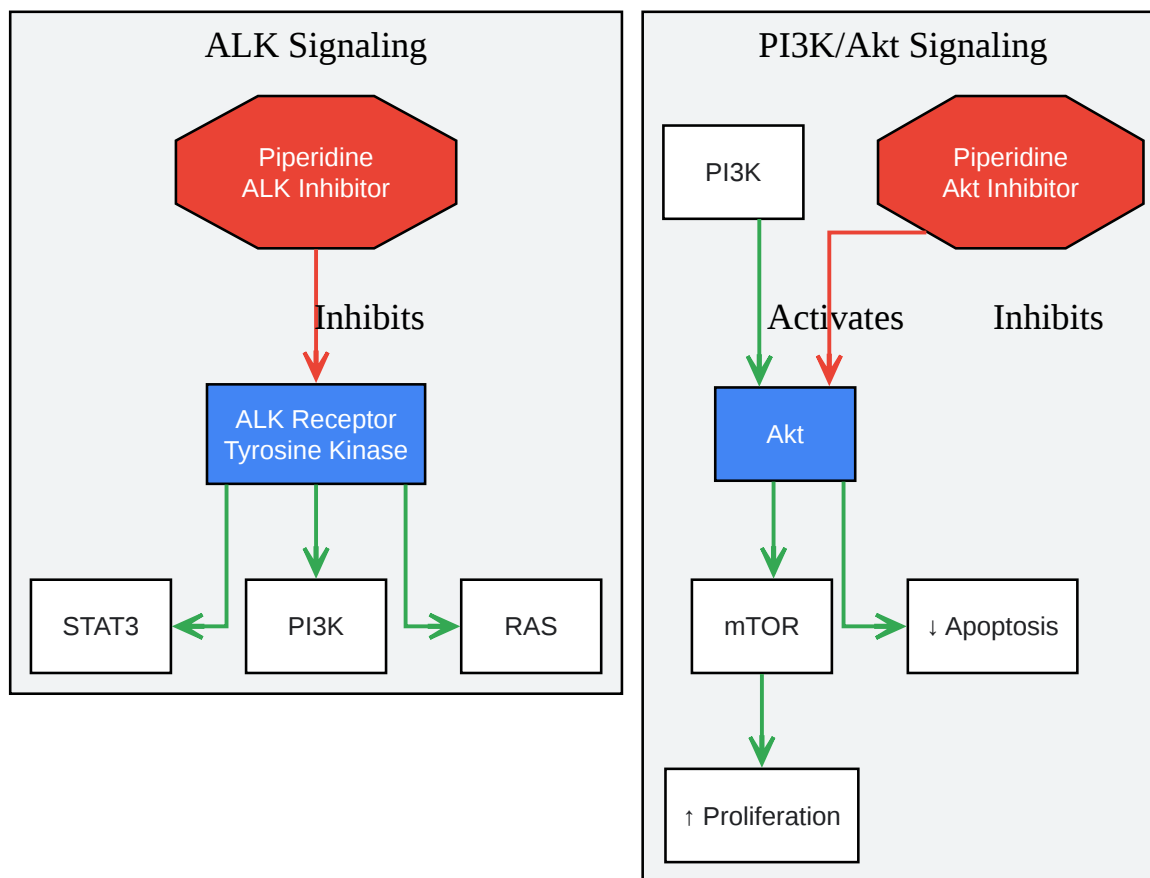 ALK Signaling
Piperidine
ALK Inhibitor
Inhibits
ALK Receptor
Tyrosine Kinase
STAT3
PI3K
RAS
PI3K/Akt Signaling
PI3K
Piperidine
Akt Inhibitor
Activates
Inhibits
Akt
mTOR
↓ Apoptosis
↑ Proliferation